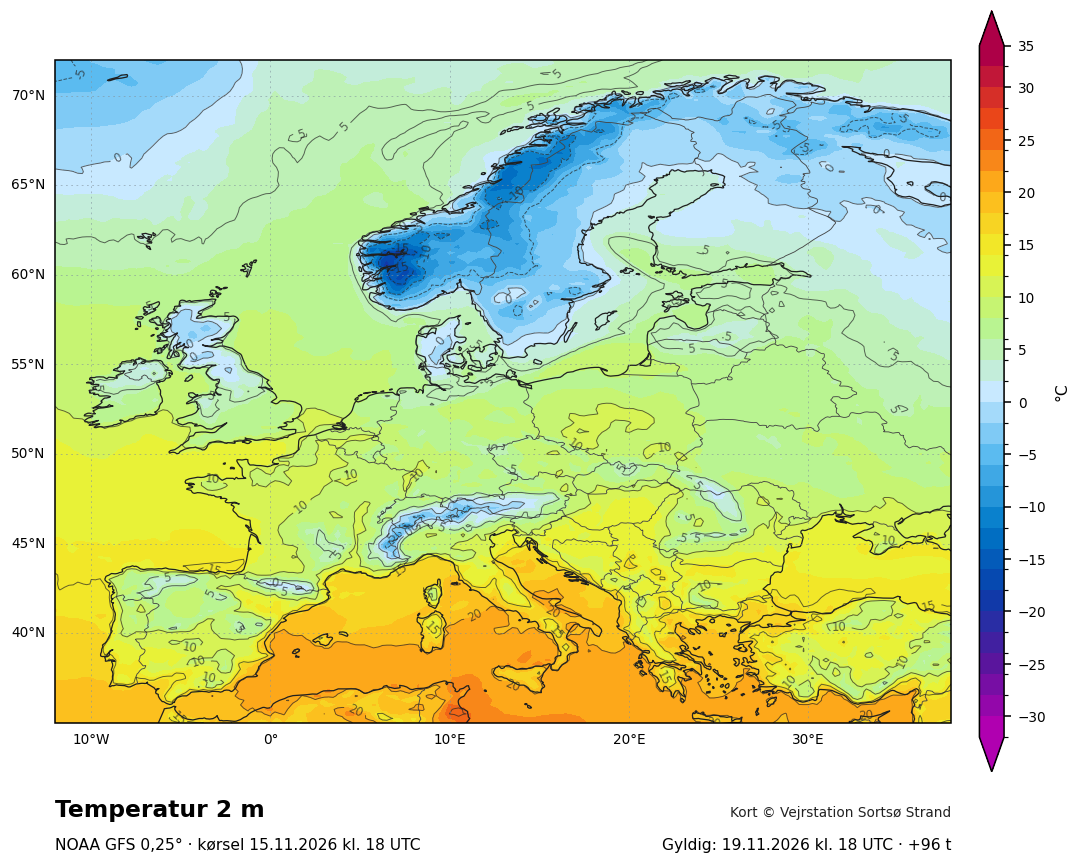 70°N
65°N
60°N
55°N
50°N
45°N
40°N
10°W
0°
10°E
20°E
30°E
35
30
25
20
15
10
5
0
−5
−10
−15
−20
−25
−30
°C
Temperatur 2 m
Kort © Vejrstation Sortsø Strand
NOAA GFS 0,25° · kørsel 15.11.2026 kl. 18 UTC
Gyldig: 19.11.2026 kl. 18 UTC · +96 t